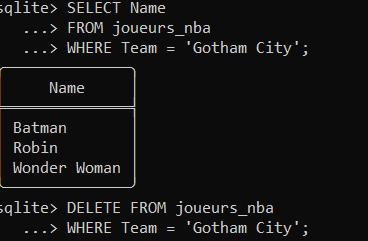 sqlite> SELECT Name
...> FROM joueurs_nba
...> WHERE Team = 'Gotham City';
Name
Batman
Robin
Wonder Woman
sqlite> DELETE FROM joueurs_nba
...> WHERE Team = 'Gotham City';